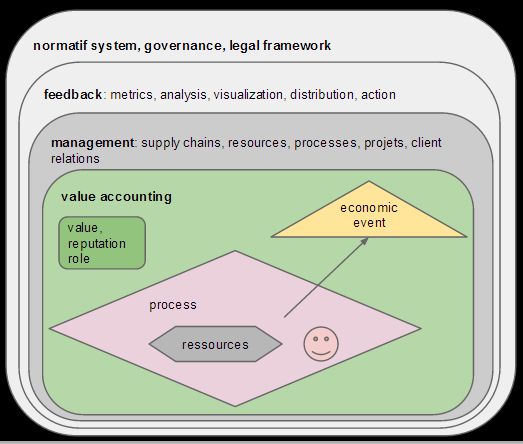 normatif system, governance, legal framework
feedback: metrics, analysis, visualization, distribution, action
management: supply chains, resources, processes, projets, client
relations
value accounting
value,
reputation
role
economic
event
process
ressources